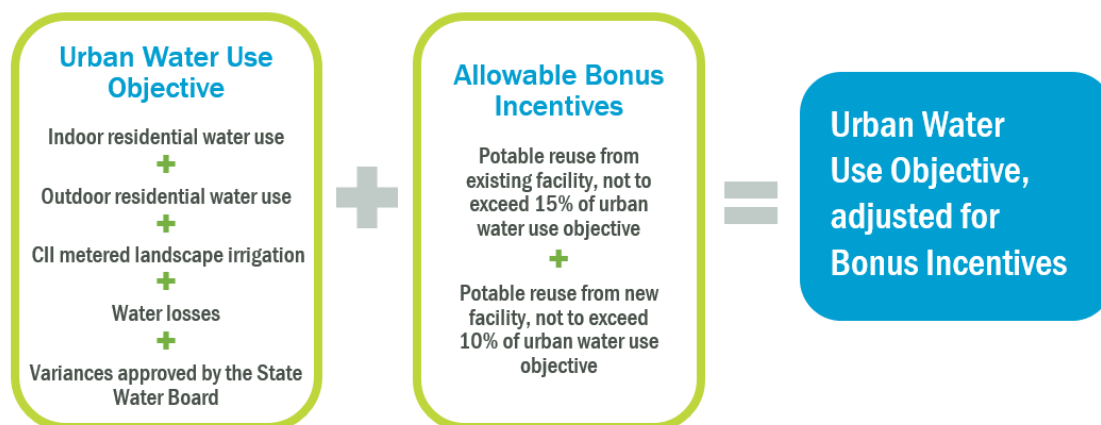 Urban Water Use
Objective
Indoor residential water use
+
Outdoor residential water use
+
CII metered landscape irrigation
+
Water losses
+
Variances approved by the State
Water Board
+
Allowable Bonus
Incentives
Potable reuse from
existing facility, not to
exceed 15% of urban
water use objective
+
Potable reuse from new
facility, not to exceed
10% of urban water use
objective
=
Urban Water
Use Objective,
adjusted for
Bonus Incentives